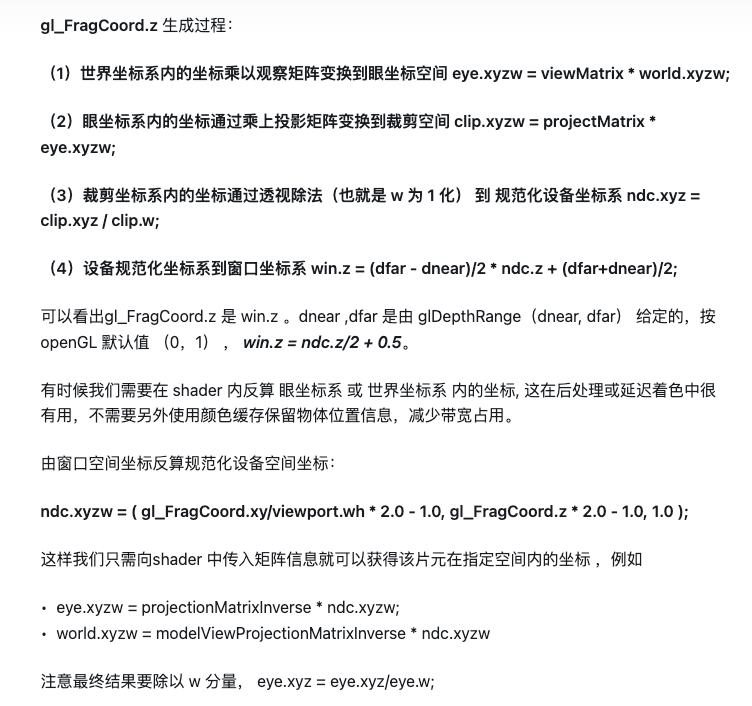 gl_FragCoord.z 生成过程：
（1）世界坐标系内的坐标乘以观察矩阵变换到眼坐标空间 eye.xyzw = viewMatrix * world.xyzw;
（2）眼坐标系内的坐标通过乘上投影矩阵变换到裁剪空间 clip.xyzw = projectMatrix *
eye.xyzw;
（3）裁剪坐标系内的坐标通过透视除法（也就是 w 为 1 化） 到 规范化设备坐标系 ndc.xyz =
clip.xyz / clip.w;
（4）设备规范化坐标系到窗口坐标系 win.z = (dfar - dnear)/2 * ndc.z + (dfar+dnear)/2;
可以看出gl_FragCoord.z 是 win.z 。dnear ,dfar 是由 glDepthRange（dnear, dfar） 给定的，按
openGL 默认值 （0，1） ， win.z = ndc.z/2 + 0.5。
有时候我们需要在 shader 内反算 眼坐标系 或 世界坐标系 内的坐标, 这在后处理或延迟着色中很
有用，不需要另外使用颜色缓存保留物体位置信息，减少带宽占用。
由窗口空间坐标反算规范化设备空间坐标：
ndc.xyzw = ( gl_FragCoord.xy/viewport.wh * 2.0 - 1.0, gl_FragCoord.z * 2.0 - 1.0, 1.0 );
这样我们只需向shader 中传入矩阵信息就可以获得该片元在指定空间内的坐标 ，例如
• eye.xyzw = projectionMatrixInverse * ndc.xyzw;
• world.xyzw = modelViewProjectionMatrixInverse * ndc.xyzw
注意最终结果要除以 w 分量， eye.xyz = eye.xyz/eye.w;